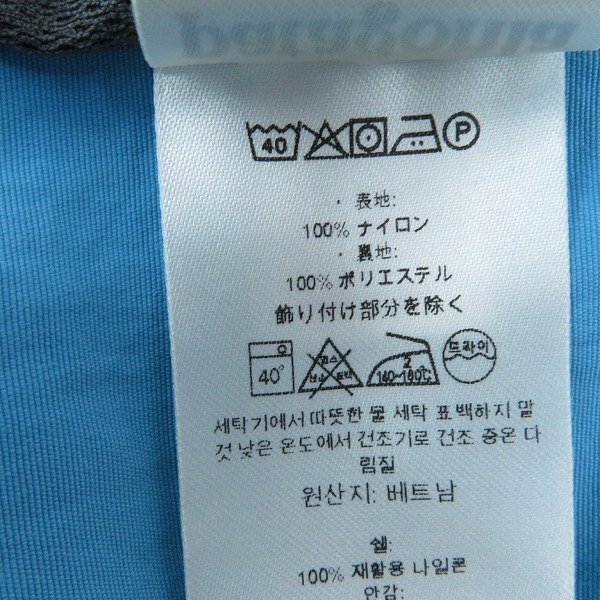 40 P
・表地:
100% ナイロン
・裏地:
100% ポリエステル
飾り付け部分を除く
40° 2 140~160℃ 드라이
세탁기에서 따뜻한 물 세탁 표백하지 말
것 낮은 온도에서 건조기로 건조 중온 다
림질
원산지: 베트남
쉘:
100% 재활용 나일론
안감: